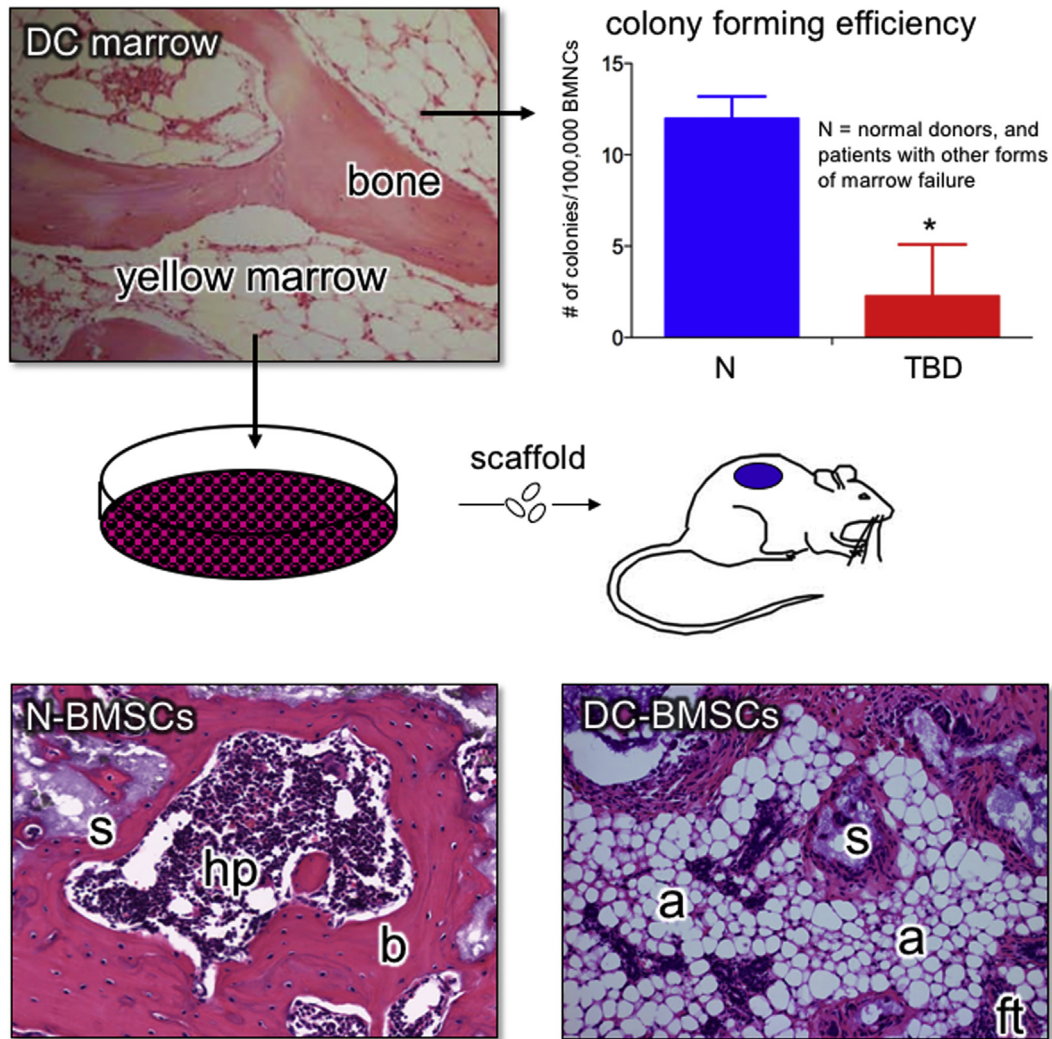 DC marrow
bone
yellow marrow
colony forming efficiency
# of colonies/100,000 BMNCs
15
10
5
0
N = normal donors, and
patients with other forms
of marrow failure
*
N
TBD
scaffold
N-BMSCs
s
hp
b
DC-BMSCs
s
a
a
ft